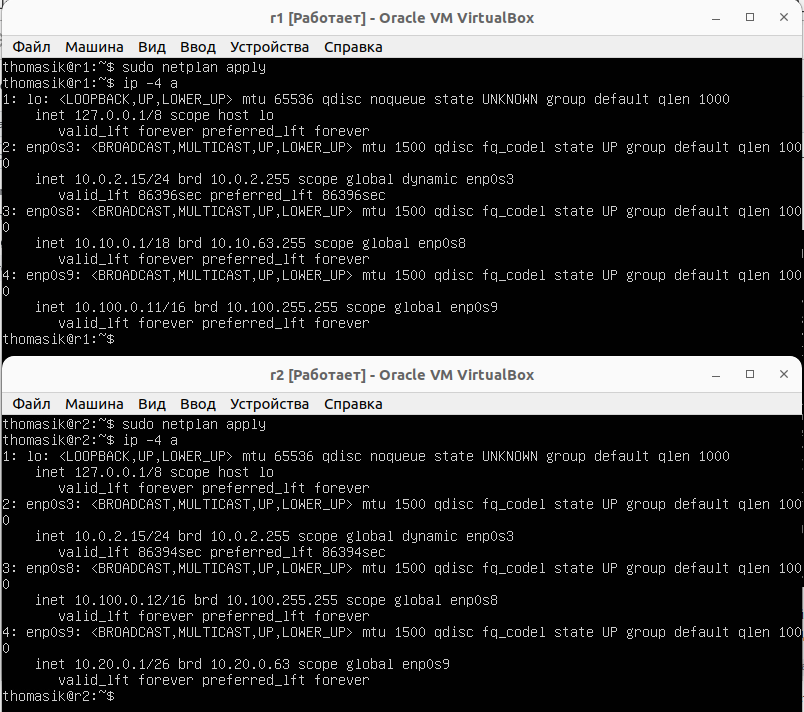 r1 [Работает] - Oracle VM VirtualBox
Файл Машина Вид Ввод Устройства Справка
thomasik@r1:~$ sudo netplan apply
thomasik@r1:~$ ip -4 a
1: lo: <LOOPBACK,UP,LOWER_UP> mtu 65536 qdisc noqueue state UNKNOWN group default qlen 1000
    inet 127.0.0.1/8 scope host lo
       valid_lft forever preferred_lft forever
2: enp0s3: <BROADCAST,MULTICAST,UP,LOWER_UP> mtu 1500 qdisc fq_codel state UP group default qlen 100
0
    inet 10.0.2.15/24 brd 10.0.2.255 scope global dynamic enp0s3
       valid_lft 86396sec preferred_lft 86396sec
3: enp0s8: <BROADCAST,MULTICAST,UP,LOWER_UP> mtu 1500 qdisc fq_codel state UP group default qlen 100
0
    inet 10.10.0.1/18 brd 10.10.63.255 scope global enp0s8
       valid_lft forever preferred_lft forever
4: enp0s9: <BROADCAST,MULTICAST,UP,LOWER_UP> mtu 1500 qdisc fq_codel state UP group default qlen 100
0
    inet 10.100.0.11/16 brd 10.100.255.255 scope global enp0s9
       valid_lft forever preferred_lft forever
thomasik@r1:~$
r2 [Работает] - Oracle VM VirtualBox
Файл Машина Вид Ввод Устройства Справка
thomasik@r2:~$ sudo netplan apply
thomasik@r2:~$ ip -4 a
1: lo: <LOOPBACK,UP,LOWER_UP> mtu 65536 qdisc noqueue state UNKNOWN group default qlen 1000
    inet 127.0.0.1/8 scope host lo
       valid_lft forever preferred_lft forever
2: enp0s3: <BROADCAST,MULTICAST,UP,LOWER_UP> mtu 1500 qdisc fq_codel state UP group default qlen 100
0
    inet 10.0.2.15/24 brd 10.0.2.255 scope global dynamic enp0s3
       valid_lft 86394sec preferred_lft 86394sec
3: enp0s8: <BROADCAST,MULTICAST,UP,LOWER_UP> mtu 1500 qdisc fq_codel state UP group default qlen 100
0
    inet 10.100.0.12/16 brd 10.100.255.255 scope global enp0s8
       valid_lft forever preferred_lft forever
4: enp0s9: <BROADCAST,MULTICAST,UP,LOWER_UP> mtu 1500 qdisc fq_codel state UP group default qlen 100
0
    inet 10.20.0.1/26 brd 10.20.0.63 scope global enp0s9
       valid_lft forever preferred_lft forever
thomasik@r2:~$